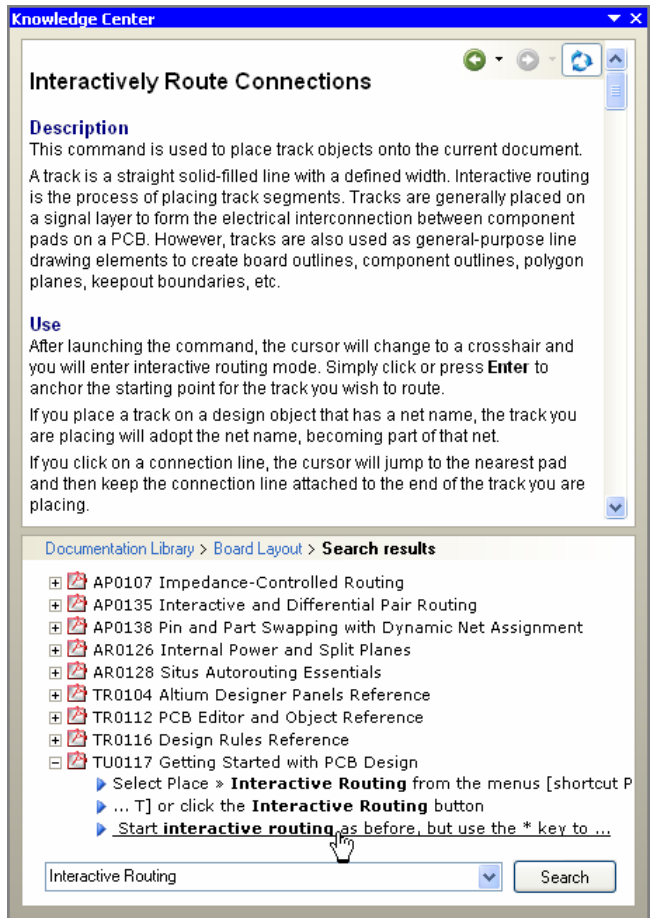 Knowledge Center
Interactively Route Connections
Description
This command is used to place track objects onto the current document.
A track is a straight solid-filled line with a defined width. Interactive routing
is the process of placing track segments. Tracks are generally placed on
a signal layer to form the electrical interconnection between component
pads on a PCB. However, tracks are also used as general-purpose line
drawing elements to create board outlines, component outlines, polygon
planes, keepout boundaries, etc.
Use
After launching the command, the cursor will change to a crosshair and
you will enter interactive routing mode. Simply click or press Enter to
anchor the starting point for the track you wish to route.
If you place a track on a design object that has a net name, the track you
are placing will adopt the net name, becoming part of that net.
If you click on a connection line, the cursor will jump to the nearest pad
and then keep the connection line attached to the end of the track you are
placing.
Documentation Library > Board Layout > Search results
AP0107 Impedance-Controlled Routing
AP0135 Interactive and Differential Pair Routing
AP0138 Pin and Part Swapping with Dynamic Net Assignment
AR0126 Internal Power and Split Planes
AR0128 Situs Autorouting Essentials
TR0104 Altium Designer Panels Reference
TR0112 PCB Editor and Object Reference
TR0116 Design Rules Reference
TU0117 Getting Started with PCB Design
Select Place » Interactive Routing from the menus [shortcut P
... T] or click the Interactive Routing button
Start interactive routing as before, but use the * key to ...
Interactive Routing
Search